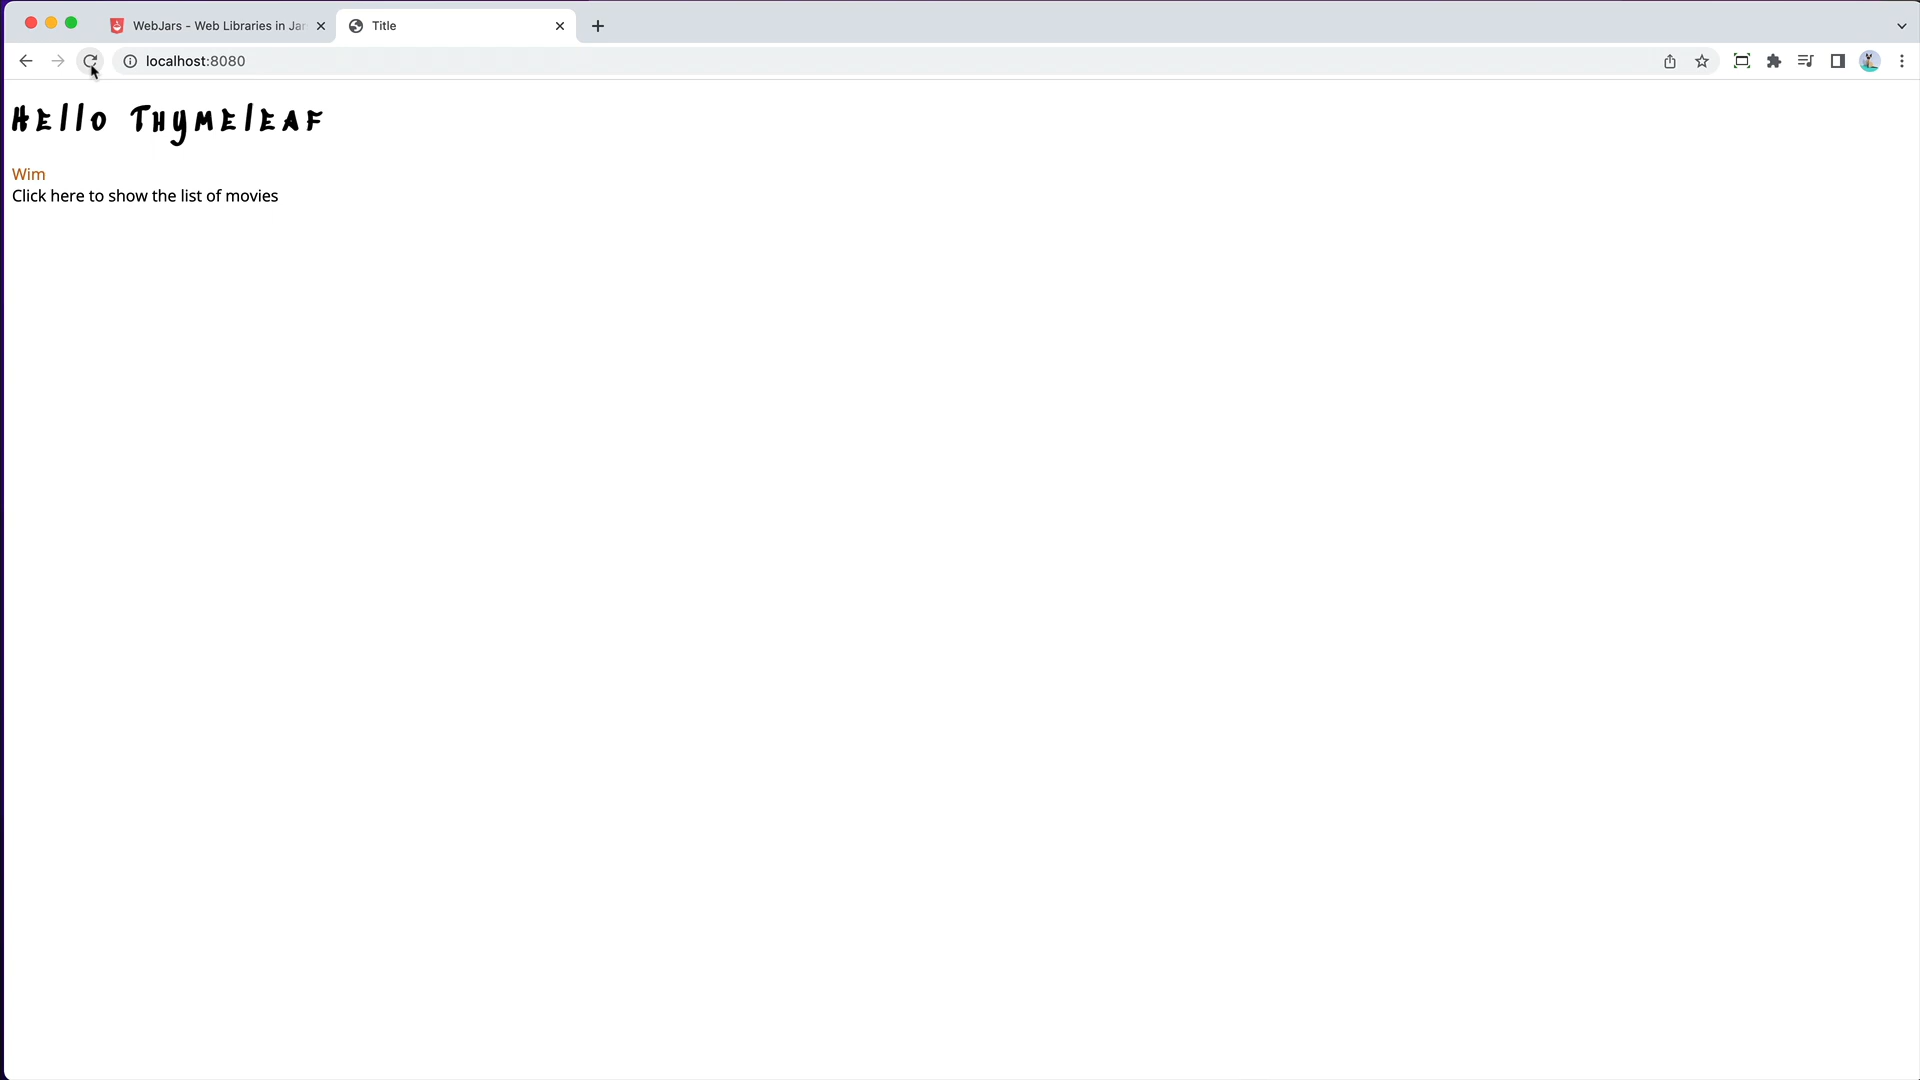 WebJars - Web Libraries in Jar
Title
localhost:8080
Hello Thymeleaf
Wim
Click here to show the list of movies